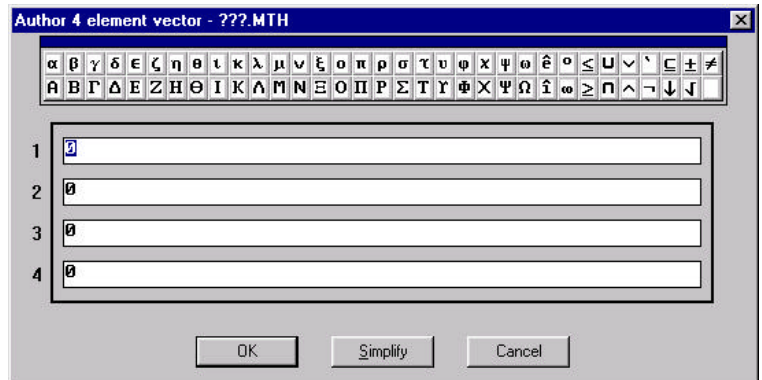 Author 4 element vector - ???.MTH
α β γ δ ϵ ζ η θ ι κ λ μ ν ξ ο π ρ σ τ υ φ χ ψ ω ê ° ≤ ∪ ∨ ` ⊆ ± ≠
Α Β Γ Δ Ε Ζ Η Θ Ι Κ Λ Μ Ν Ξ Ο Π Ρ Σ Τ Υ Φ Χ Ψ Ω î ∞ ≥ ∩ ∧ ¬ ↓ √
1 0
2 0
3 0
4 0
OK Simplify Cancel